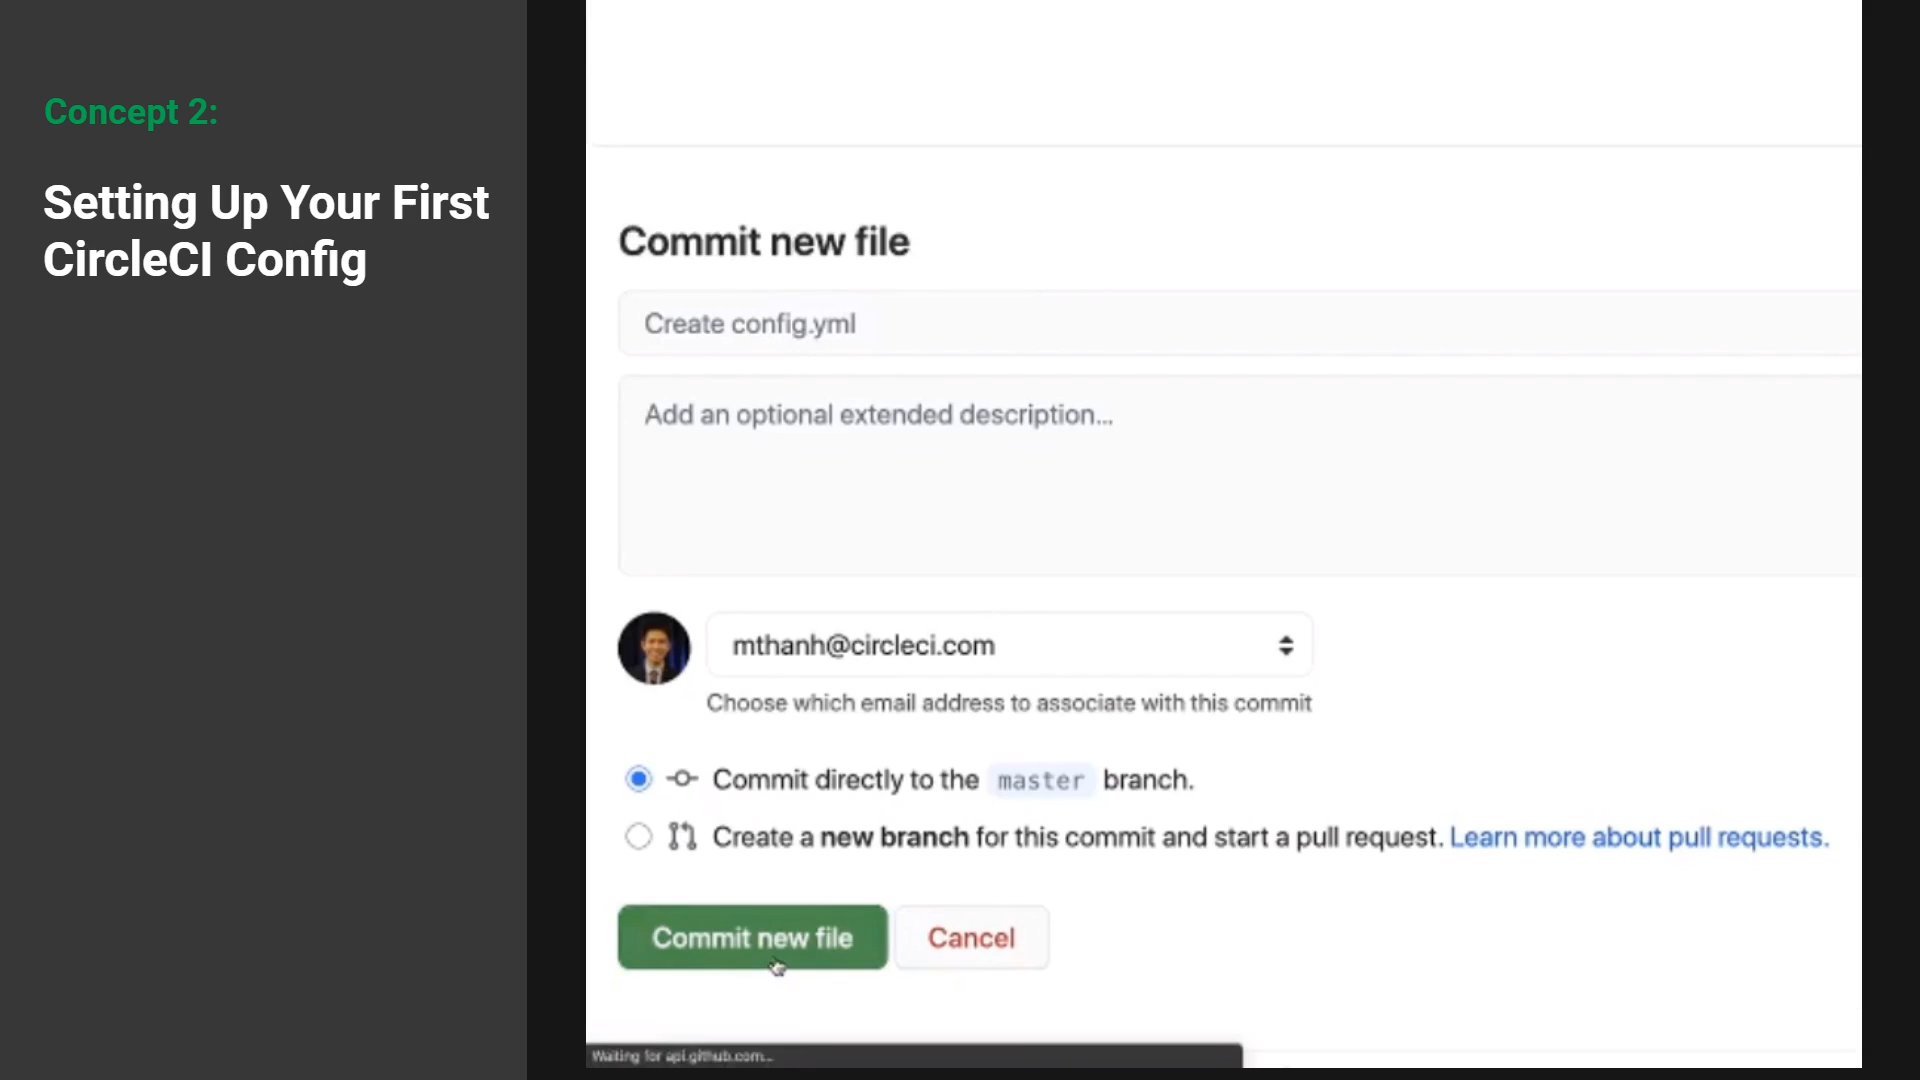 Concept 2:
Setting Up Your First
CircleCI Config
Commit new file
Create config.yml
Add an optional extended description...
mthanh@circleci.com
Choose which email address to associate with this commit
Commit directly to the master branch.
Create a new branch for this commit and start a pull request. Learn more about pull requests.
Commit new file
Cancel
Waiting for api.github.com...